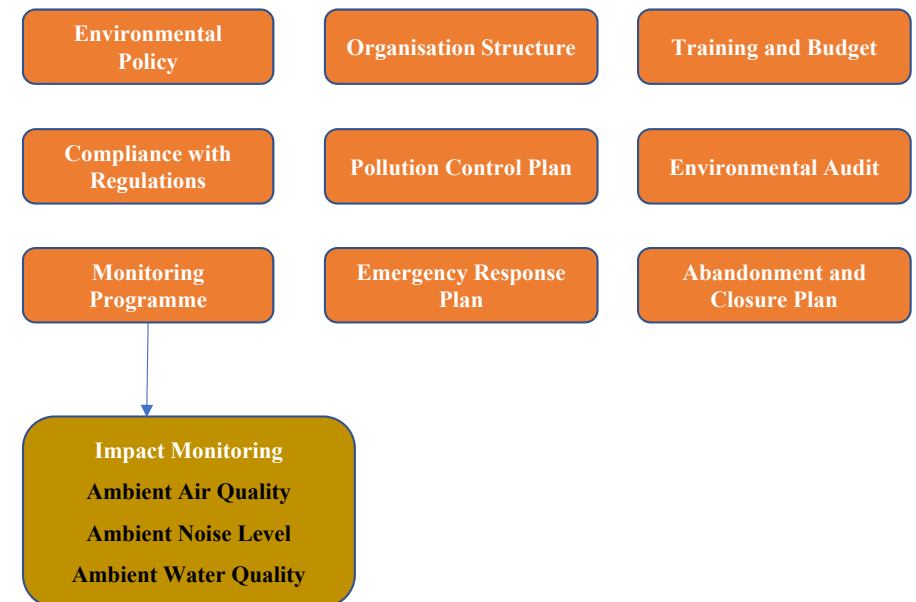 Environmental
Policy
Organisation Structure
Training and Budget
Compliance with
Regulations
Pollution Control Plan
Environmental Audit
Monitoring
Programme
Emergency Response
Plan
Abandonment and
Closure Plan
Impact Monitoring
Ambient Air Quality
Ambient Noise Level
Ambient Water Quality